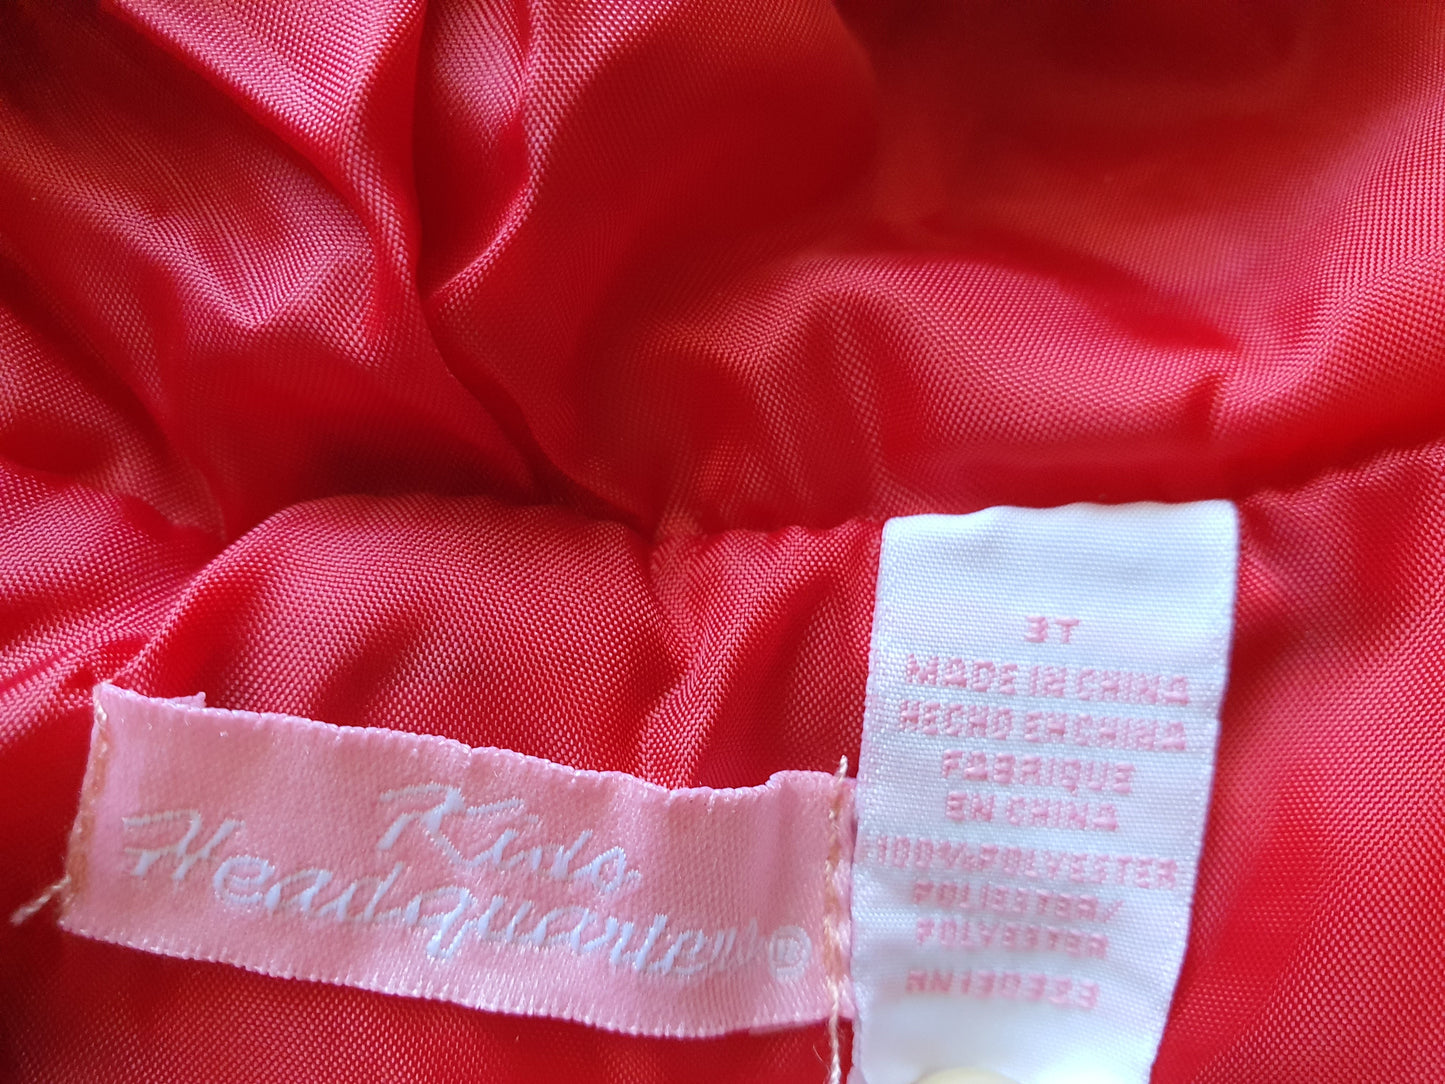 Kids
Headquarters®
3T
MADE IN CHINA
HECHO EN CHINA
FABRIQUE
EN CHINA
100% POLYESTER
POLIESTER/
POLYESTER